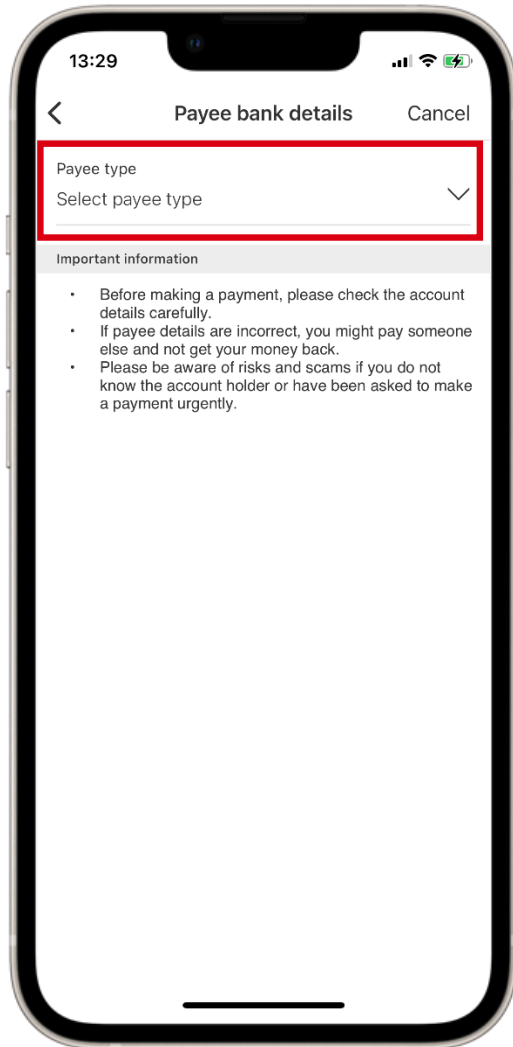 13:29
Payee bank details Cancel
Payee type
Select payee type
Important information
• Before making a payment, please check the account
details carefully.
• If payee details are incorrect, you might pay someone
else and not get your money back.
• Please be aware of risks and scams if you do not
know the account holder or have been asked to make
a payment urgently.